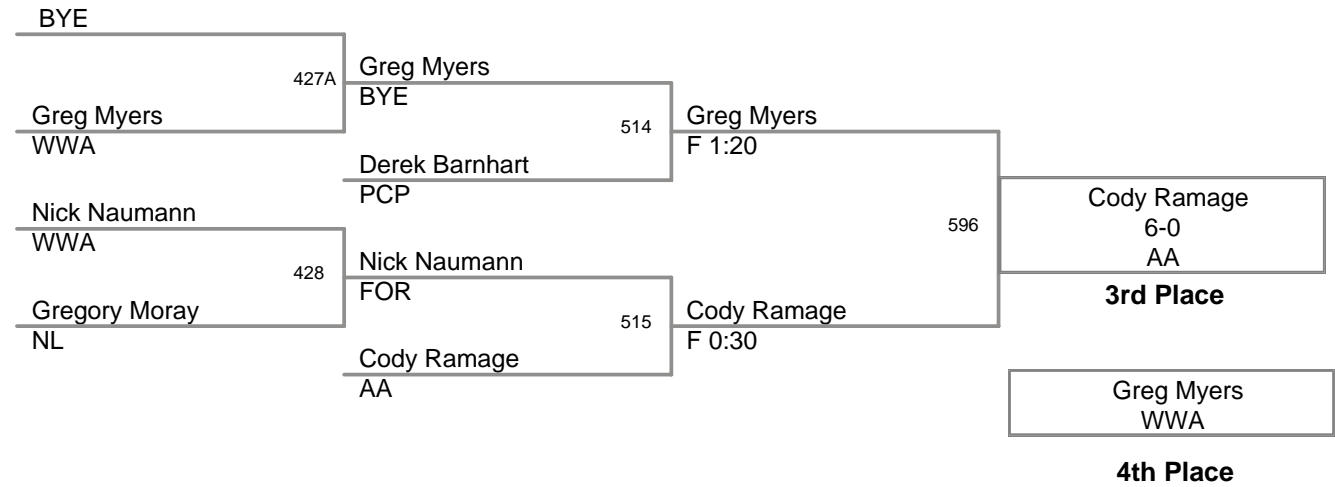 BYE
427A
Greg Myers
WWA
Greg Myers
BYE
514
Derek Barnhart
PCP
Nick Naumann
WWA
428
Gregory Moray
NL
Nick Naumann
FOR
515
Cody Ramage
AA
Greg Myers
F 1:20
596
Cody Ramage
F 0:30
Cody Ramage
6-0
AA
3rd Place
Greg Myers
WWA
4th Place